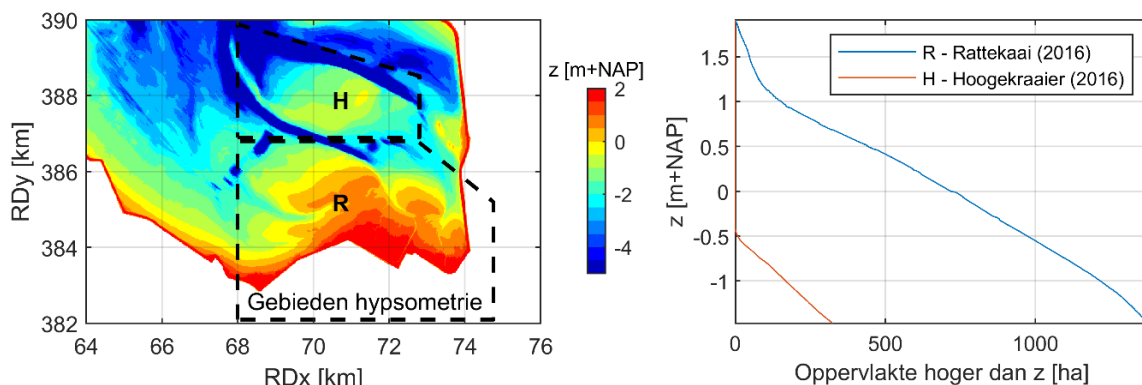 390
388
386
384
382
RDy [km]
64
66
68
70
72
74
76
RDx [km]
H
R
Gebieden hypsometrie
z [m+NAP]
2
0
-2
-4
1.5
1
0.5
0
-0.5
-1
z [m+NAP]
0
500
1000
Oppervlakte hoger dan z [ha]
R - Rattekaai (2016)
H - Hoogekraaier (2016)